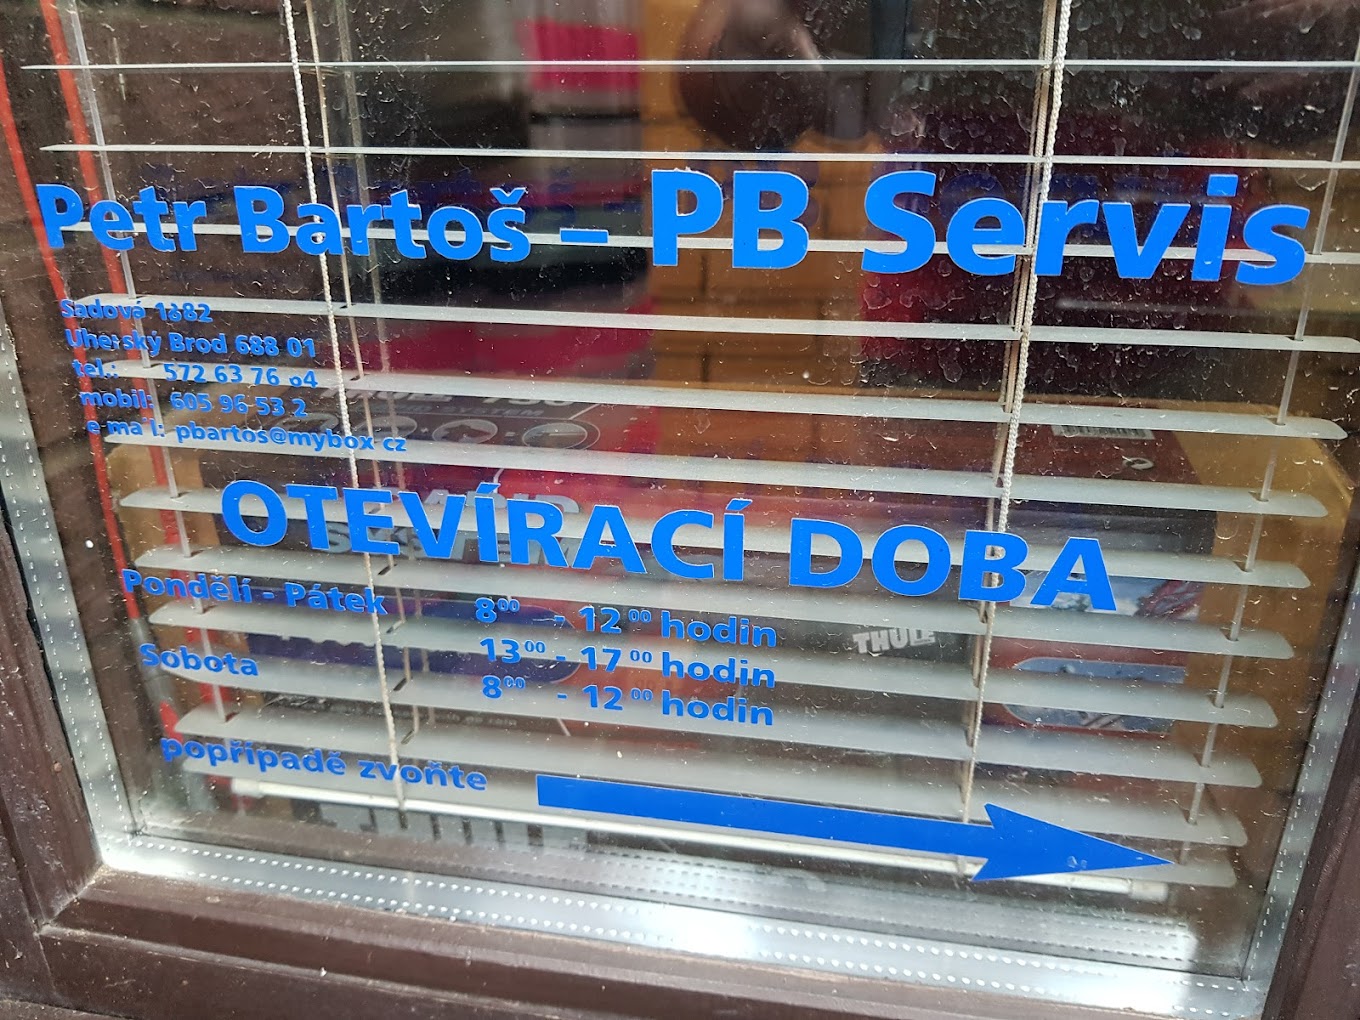 Petr Bartoš – PB Servis
Sadová
Uherský Brod 688 01
tel.: 572 63 76 04
mobil: 605 96 53 2
e mail: pbartos@mybox.cz
OTEVÍRACÍ DOBA
Pondělí - Pátek 8⁰⁰ - 12⁰⁰ hodin
13⁰⁰ - 17⁰⁰ hodin
Sobota 8⁰⁰ - 12⁰⁰ hodin
popřípadě zvoňte
THULE